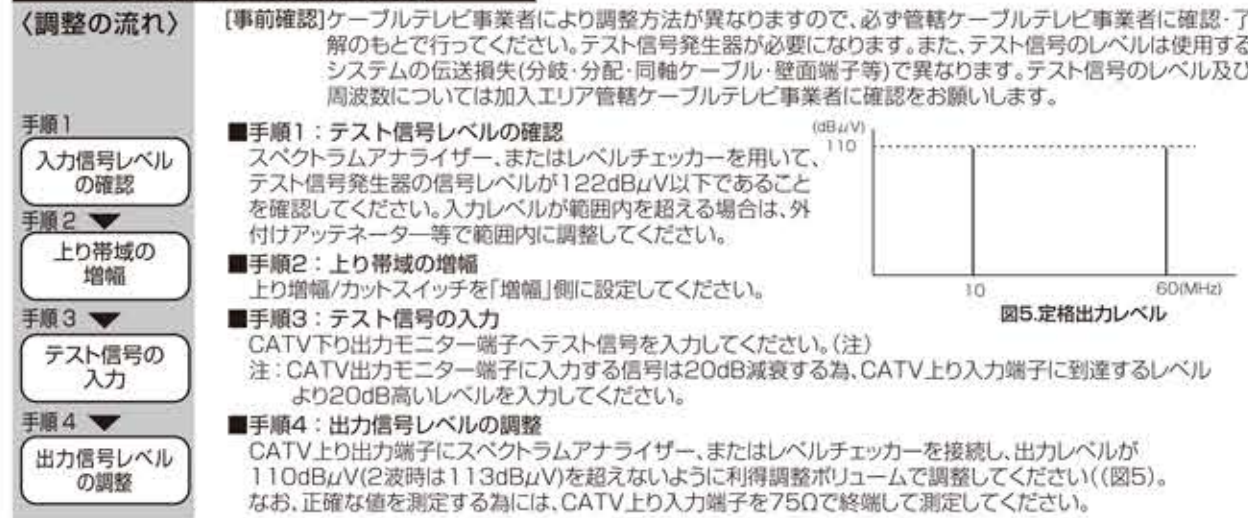 〈調整の流れ〉
[事前確認]ケーブルテレビ事業者により調整方法が異なりますので、必ず管轄ケーブルテレビ事業者に確認・了
解のもとで行ってください。テスト信号発生器が必要になります。また、テスト信号のレベルは使用する
システムの伝送損失(分岐・分配・同軸ケーブル・壁面端子等)で異なります。テスト信号のレベル及び
周波数については加入エリア管轄ケーブルテレビ事業者に確認をお願いします。
手順1
入力信号レベル
の確認
手順2
上り帯域の
増幅
手順3
テスト信号の
入力
手順4
出力信号レベル
の調整
■手順1：テスト信号レベルの確認
スペクトラムアナライザー、またはレベルチェッカーを用いて、
テスト信号発生器の信号レベルが122dBμV以下であること
を確認してください。入力レベルが範囲内を超える場合は、外
付けアッテネーター等で範囲内に調整してください。
■手順2：上り帯域の増幅
上り増幅/カットスイッチを「増幅」側に設定してください。
(dBμV)
110
10
60(MHz)
図5.定格出力レベル
■手順3：テスト信号の入力
CATV下り出力モニター端子へテスト信号を入力してください。(注)
注：CATV出力モニター端子に入力する信号は20dB減衰する為、CATV上り入力端子に到達するレベル
より20dB高いレベルを入力してください。
■手順4：出力信号レベルの調整
CATV上り出力端子にスペクトラムアナライザー、またはレベルチェッカーを接続し、出力レベルが
110dBμV(2波時は113dBμV)を超えないように利得調整ボリュームで調整してください((図5)。
なお、正確な値を測定する為には、CATV上り入力端子を75Ωで終端して測定してください。